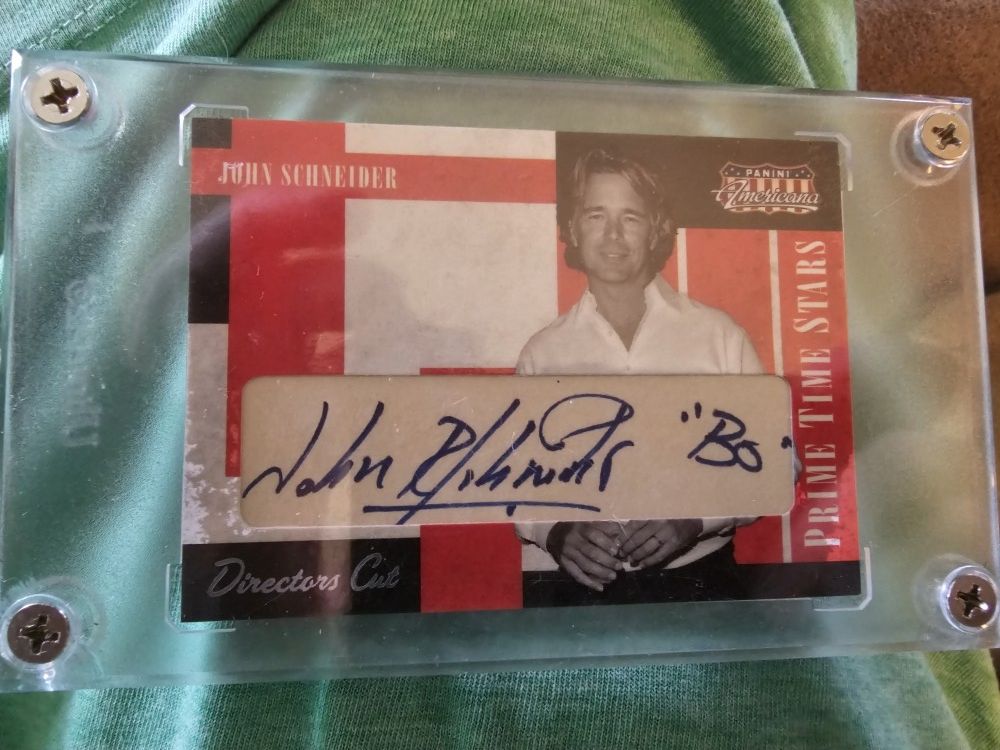 JOHN SCHNEIDER
PANINI
Americana
PRIME TIME STARS
John Schneider "Bo"
Directors Cut